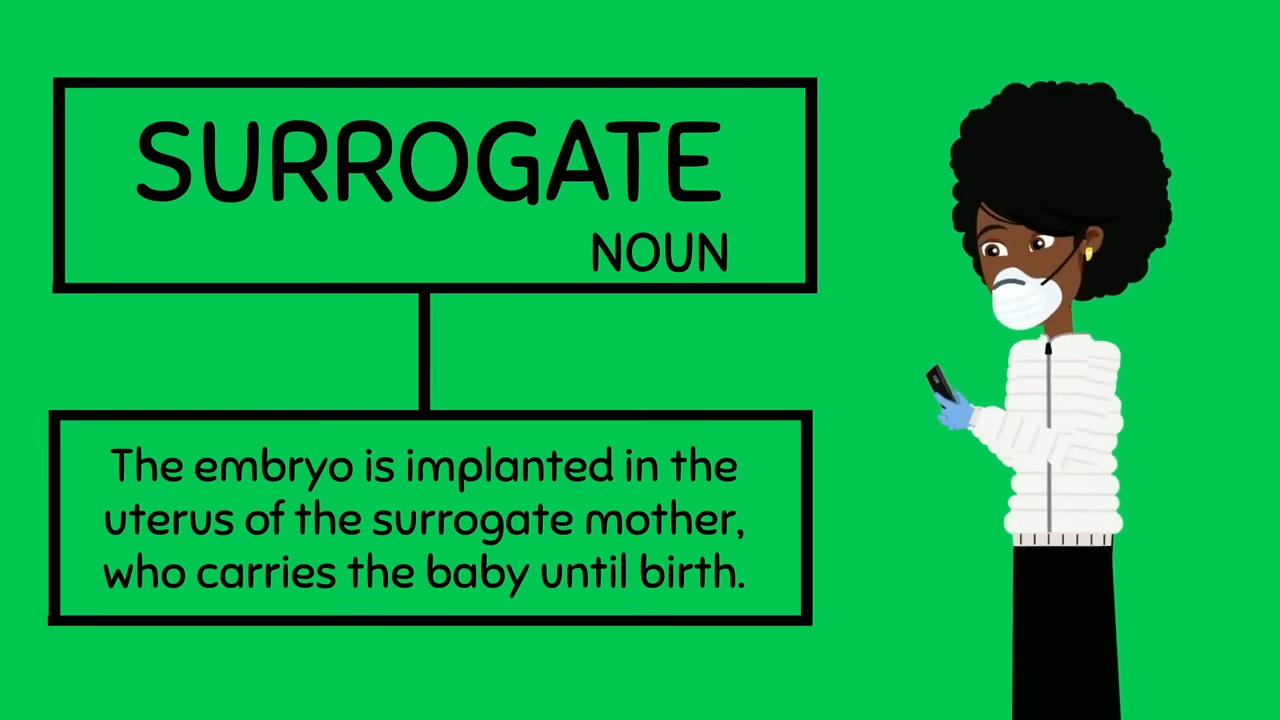 SURROGATE
NOUN
The embryo is implanted in the
uterus of the surrogate mother,
who carries the baby until birth.